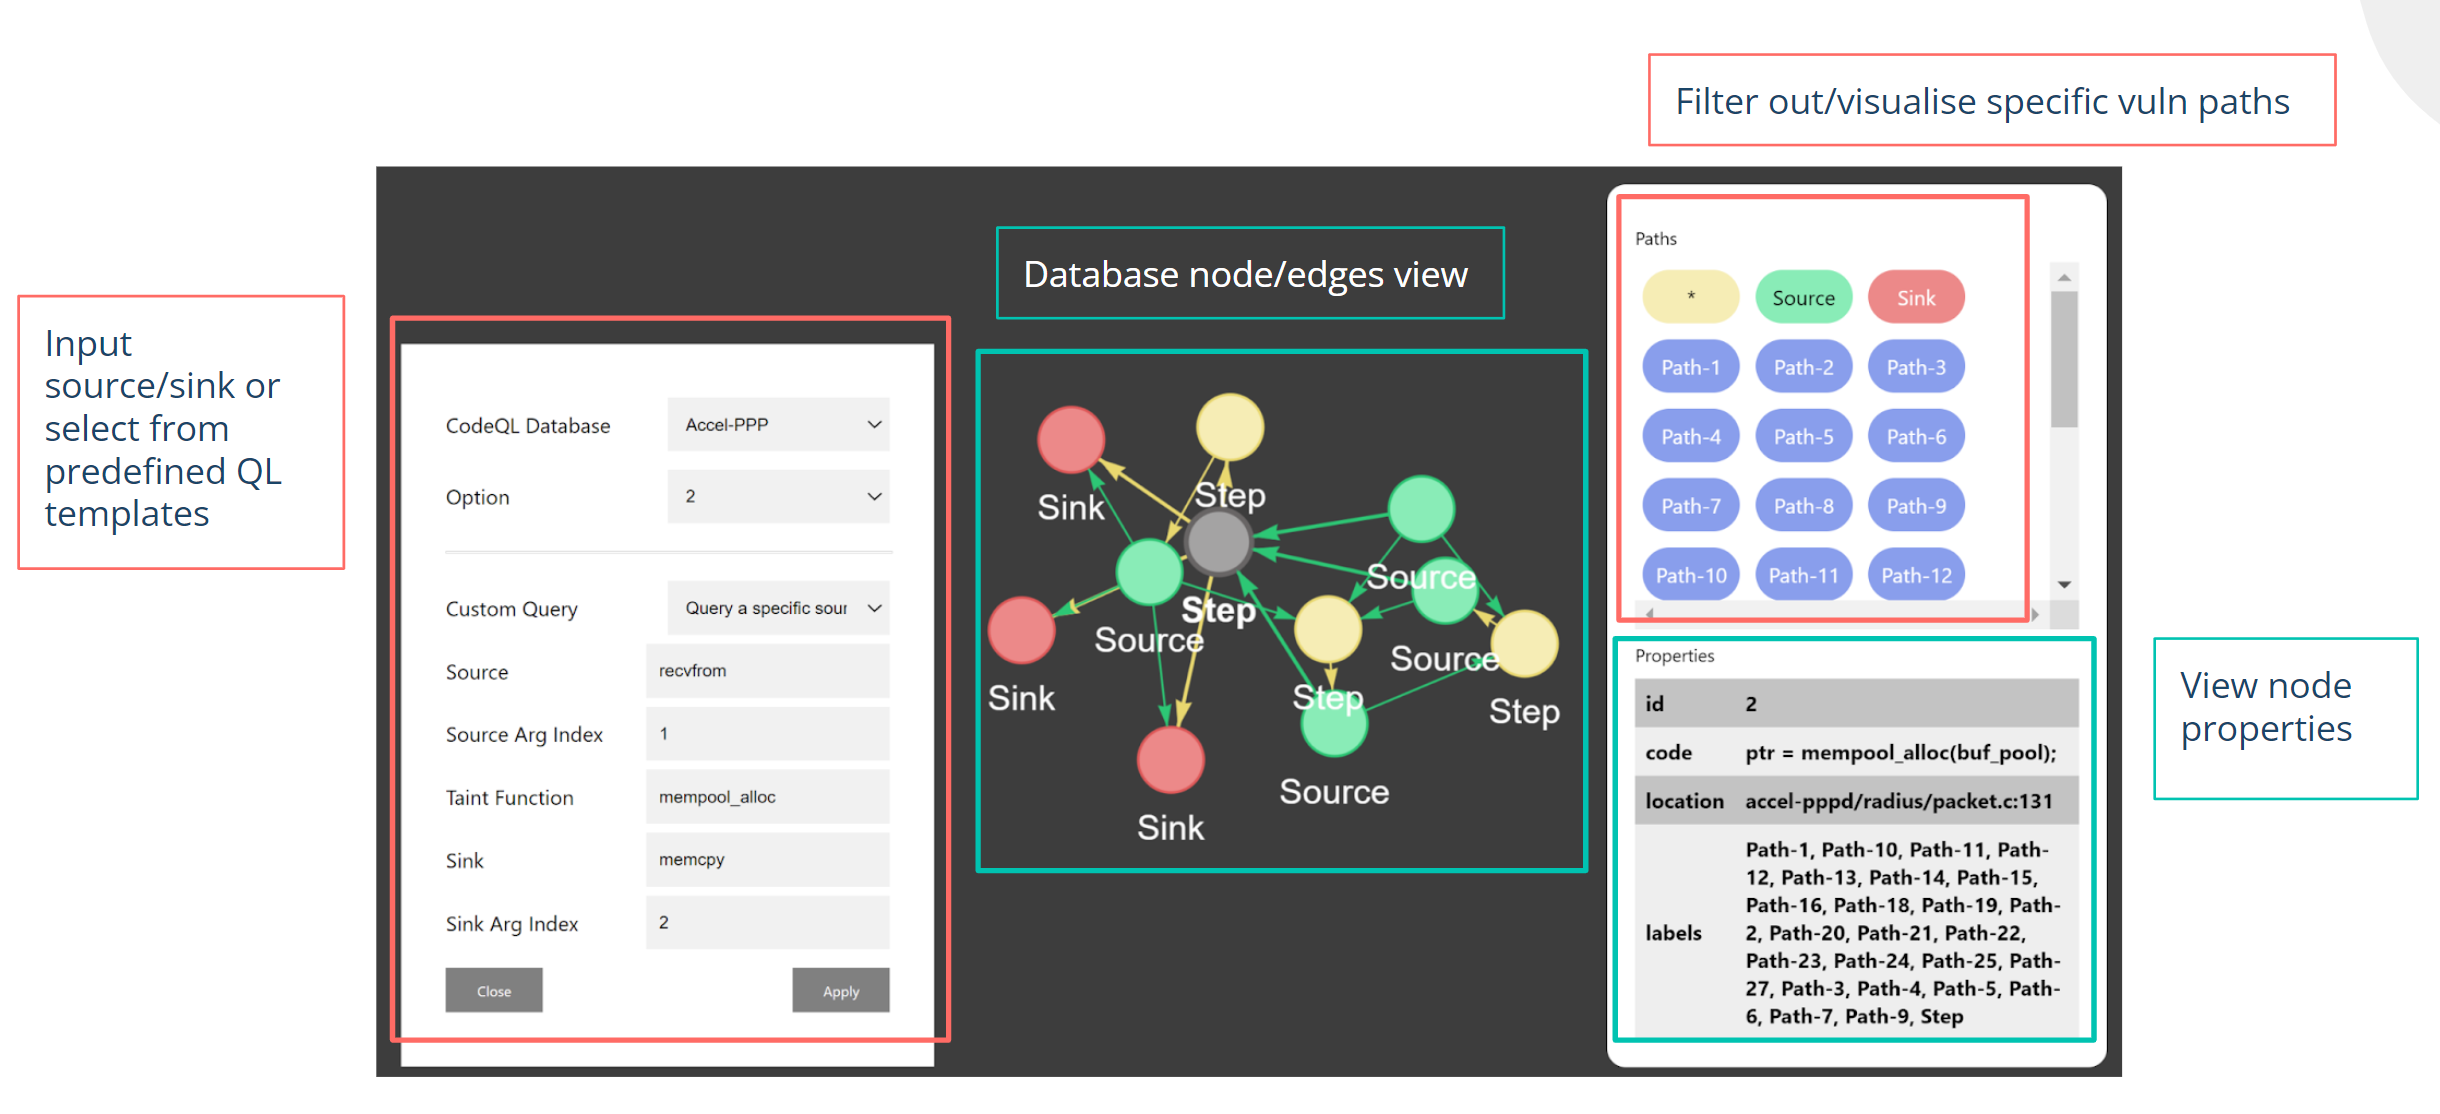 Filter out/visualise specific vuln paths
Input
source/sink or
select from
predefined QL
templates
CodeQL Database
Accel-PPP
Option
2
Custom Query
Query a specific sour
Source
recvfrom
Source Arg Index
1
Taint Function
mempool_alloc
Sink
memcpy
Sink Arg Index
2
Close
Apply
Database node/edges view
Sink
Step
Source
Step
Source
Source
Sink
Step
Step
Source
Sink
Paths
*
Source
Sink
Path-1
Path-2
Path-3
Path-4
Path-5
Path-6
Path-7
Path-8
Path-9
Path-10
Path-11
Path-12
Properties
id
2
code
ptr = mempool_alloc(buf_pool);
location
accel-pppd/radius/packet.c:131
labels
Path-1, Path-10, Path-11, Path-
12, Path-13, Path-14, Path-15,
Path-16, Path-18, Path-19, Path-
2, Path-20, Path-21, Path-22,
Path-23, Path-24, Path-25, Path-
27, Path-3, Path-4, Path-5, Path-
6, Path-7, Path-9, Step
View node
properties